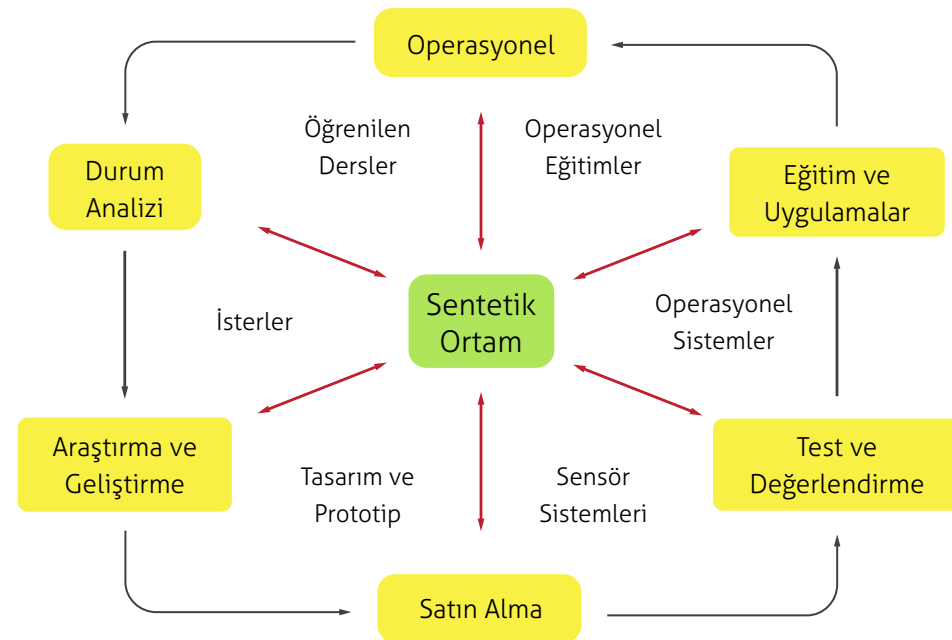 Operasyonel
Öğrenilen
Dersler
Operasyonel
Eğitimler
Durum
Analizi
Eğitim ve
Uygulamalar
Sentetik
Ortam
İsterler
Operasyonel
Sistemler
Araştırma ve
Geliştirme
Tasarım ve
Prototip
Sensör
Sistemleri
Test ve
Değerlendirme
Satın Alma